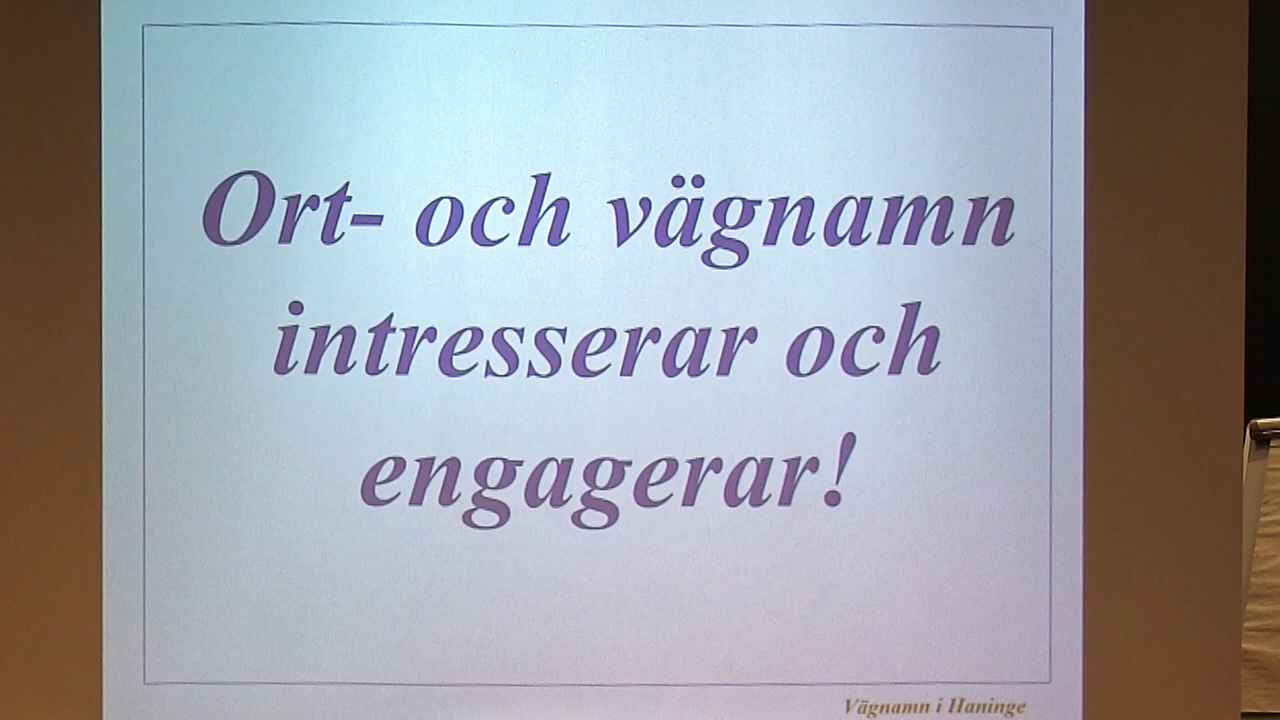 Ort- och vägnamn
intresserar och
engagerar!
Vägnamn i Haninge